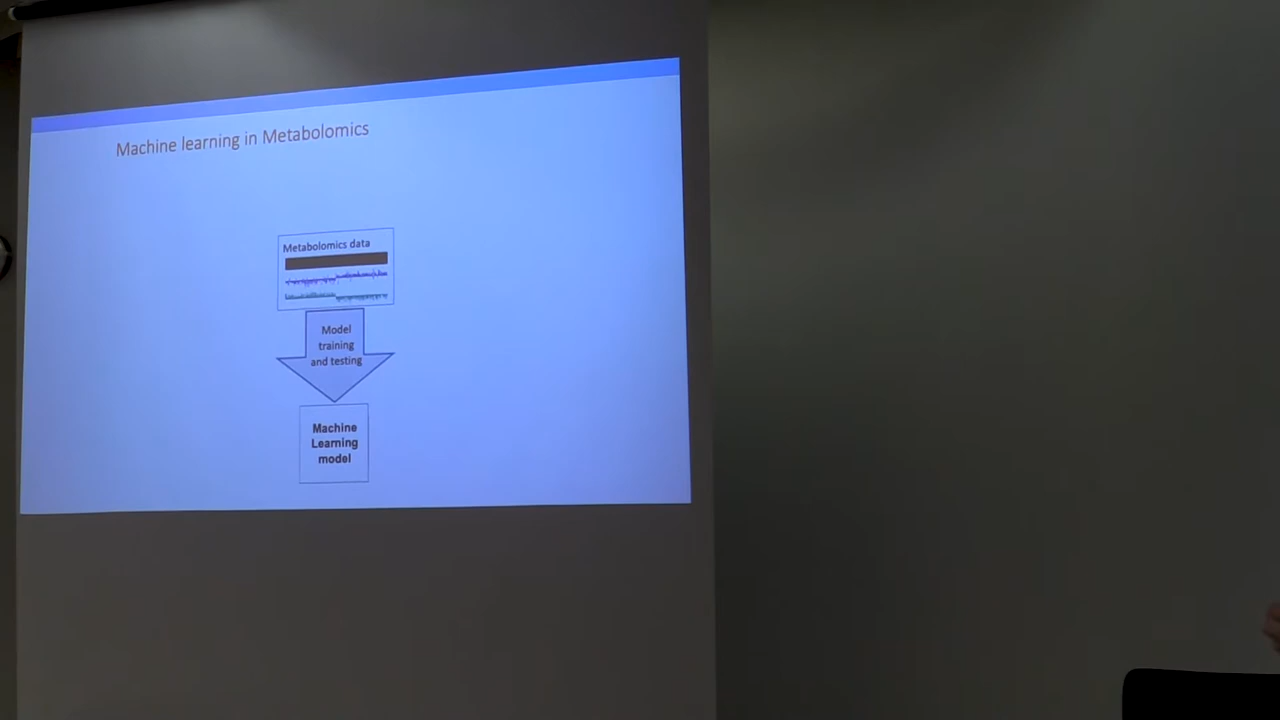 Machine learning in Metabolomics
Metabolomics data
Model
training
and testing
Machine
Learning
model